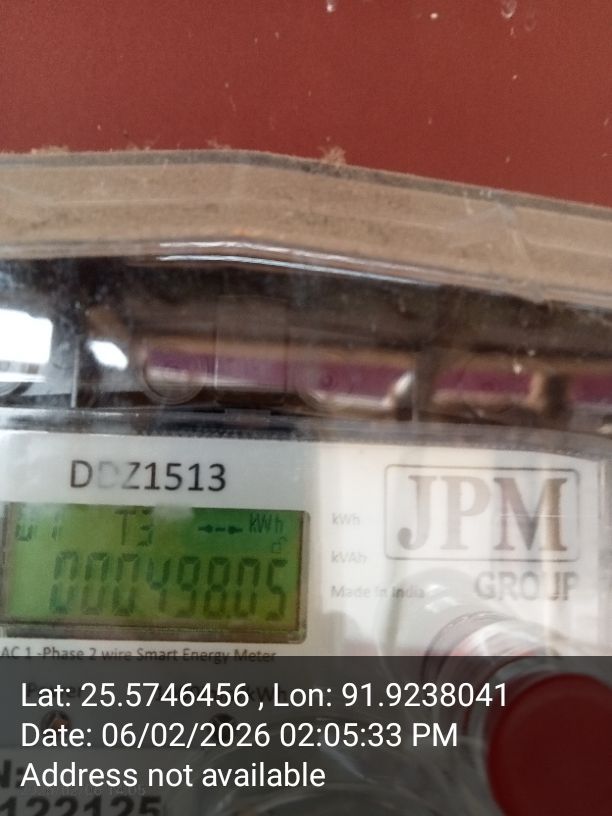 DDZ1513
T3 kWh
00049805
JPM
GROUP
kWh
kVAh
Made in India
AC 1 -Phase 2 wire Smart Energy Meter
Lat: 25.5746456 , Lon: 91.9238041
Date: 06/02/2026 02:05:33 PM
Address not available
122125